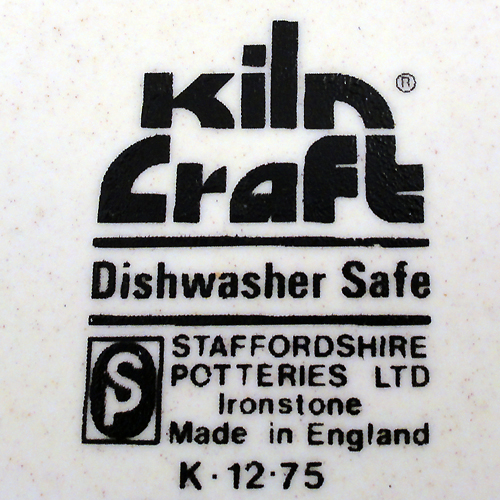 Kiln ®
Craft
Dishwasher Safe
SP
STAFFORDSHIRE
POTTERIES LTD
Ironstone
Made in England
K·12·75